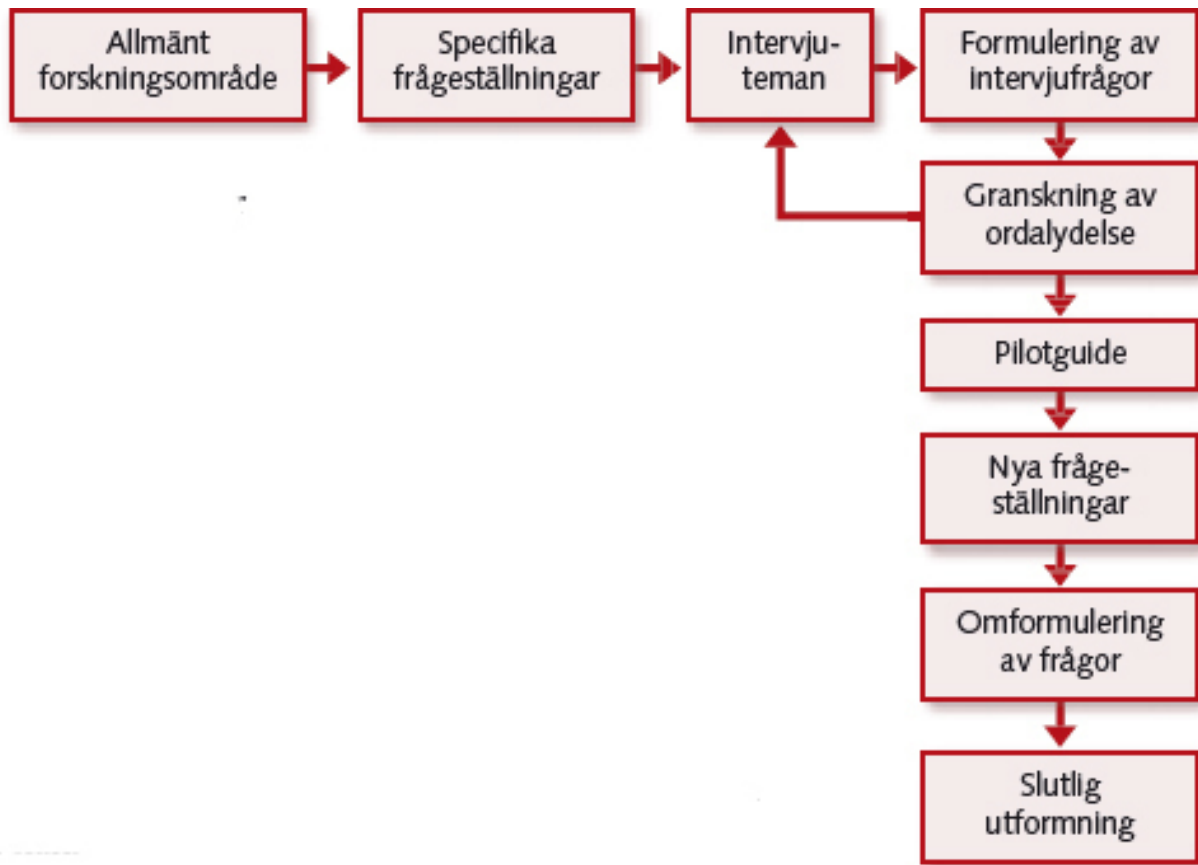 Allmänt
forskningsområde
Specifika
frågeställningar
Intervju-
teman
Formulering av
intervjufrågor
Granskning av
ordalydelse
Pilotguide
Nya fråge-
ställningar
Omformulering
av frågor
Slutlig
utformning